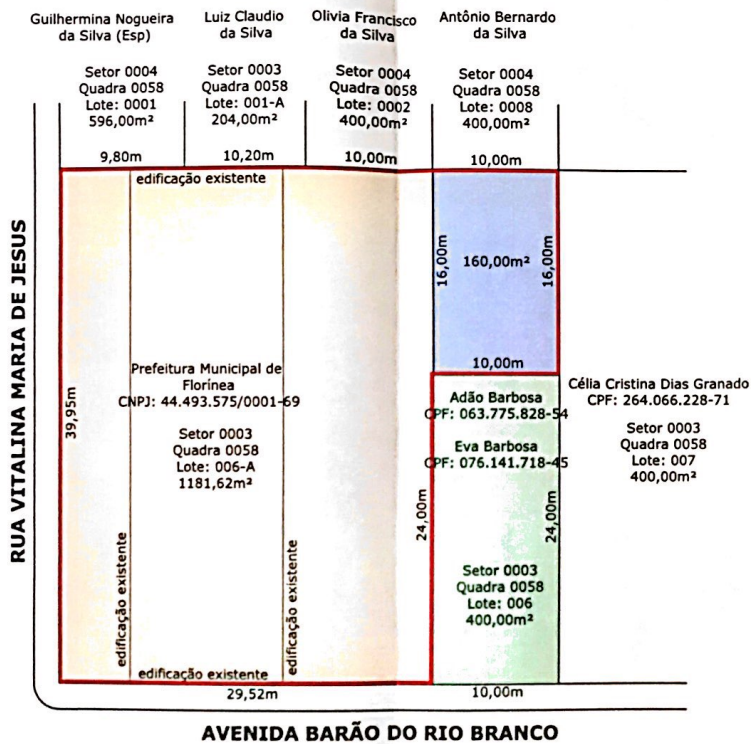 Guilhermina Nogueira
da Silva (Esp)
Setor 0004
Quadra 0058
Lote: 0001
596,00m²
9,80m
Luiz Claudio
da Silva
Setor 0003
Quadra 0058
Lote: 001-A
204,00m²
10,20m
Olivia Francisco
da Silva
Setor 0004
Quadra 0058
Lote: 0002
400,00m²
10,00m
Antônio Bernardo
da Silva
Setor 0004
Quadra 0058
Lote: 0008
400,00m²
10,00m
RUA VITALINA MARIA DE JESUS
39,95m
edificação existente
edificação existente
edificação existente
edificação existente
Prefeitura Municipal de
Florínea
CNPJ: 44.493.575/0001-69
Setor 0003
Quadra 0058
Lote: 006-A
1181,62m²
29,52m
16,00m
160,00m²
16,00m
10,00m
Adão Barbosa
CPF: 063.775.828-54
Eva Barbosa
CPF: 076.141.718-45
24,00m
24,00m
Setor 0003
Quadra 0058
Lote: 006
400,00m²
10,00m
Célia Cristina Dias Granado
CPF: 264.066.228-71
Setor 0003
Quadra 0058
Lote: 007
400,00m²
AVENIDA BARÃO DO RIO BRANCO